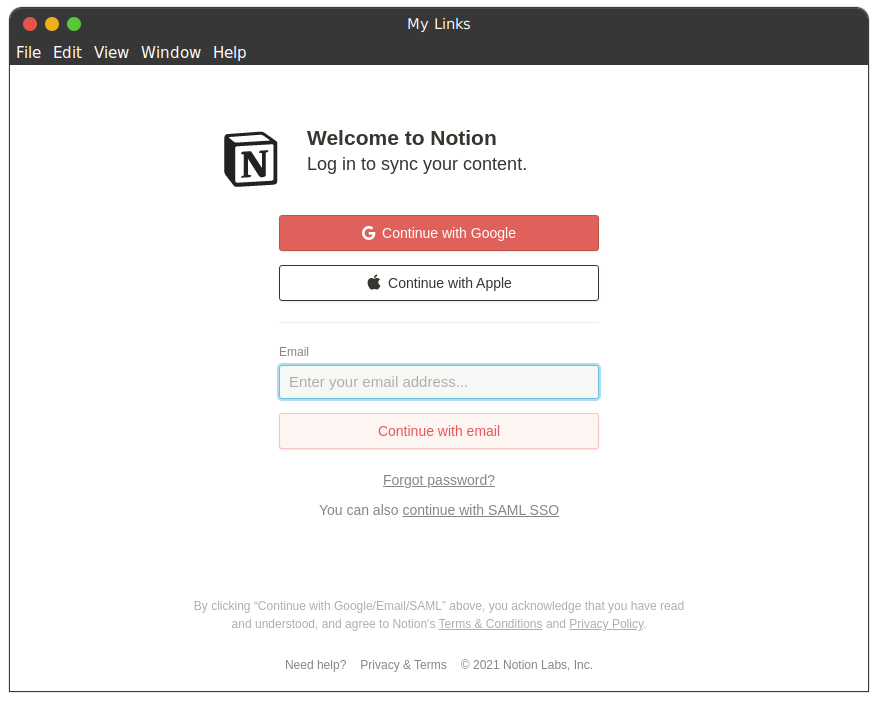 My Links
File Edit View Window Help
N
Welcome to Notion
Log in to sync your content.
G Continue with Google
Continue with Apple
Email
Enter your email address...
Continue with email
Forgot password?
You can also continue with SAML SSO
By clicking “Continue with Google/Email/SAML” above, you acknowledge that you have read
and understood, and agree to Notion's Terms & Conditions and Privacy Policy.
Need help? Privacy & Terms © 2021 Notion Labs, Inc.